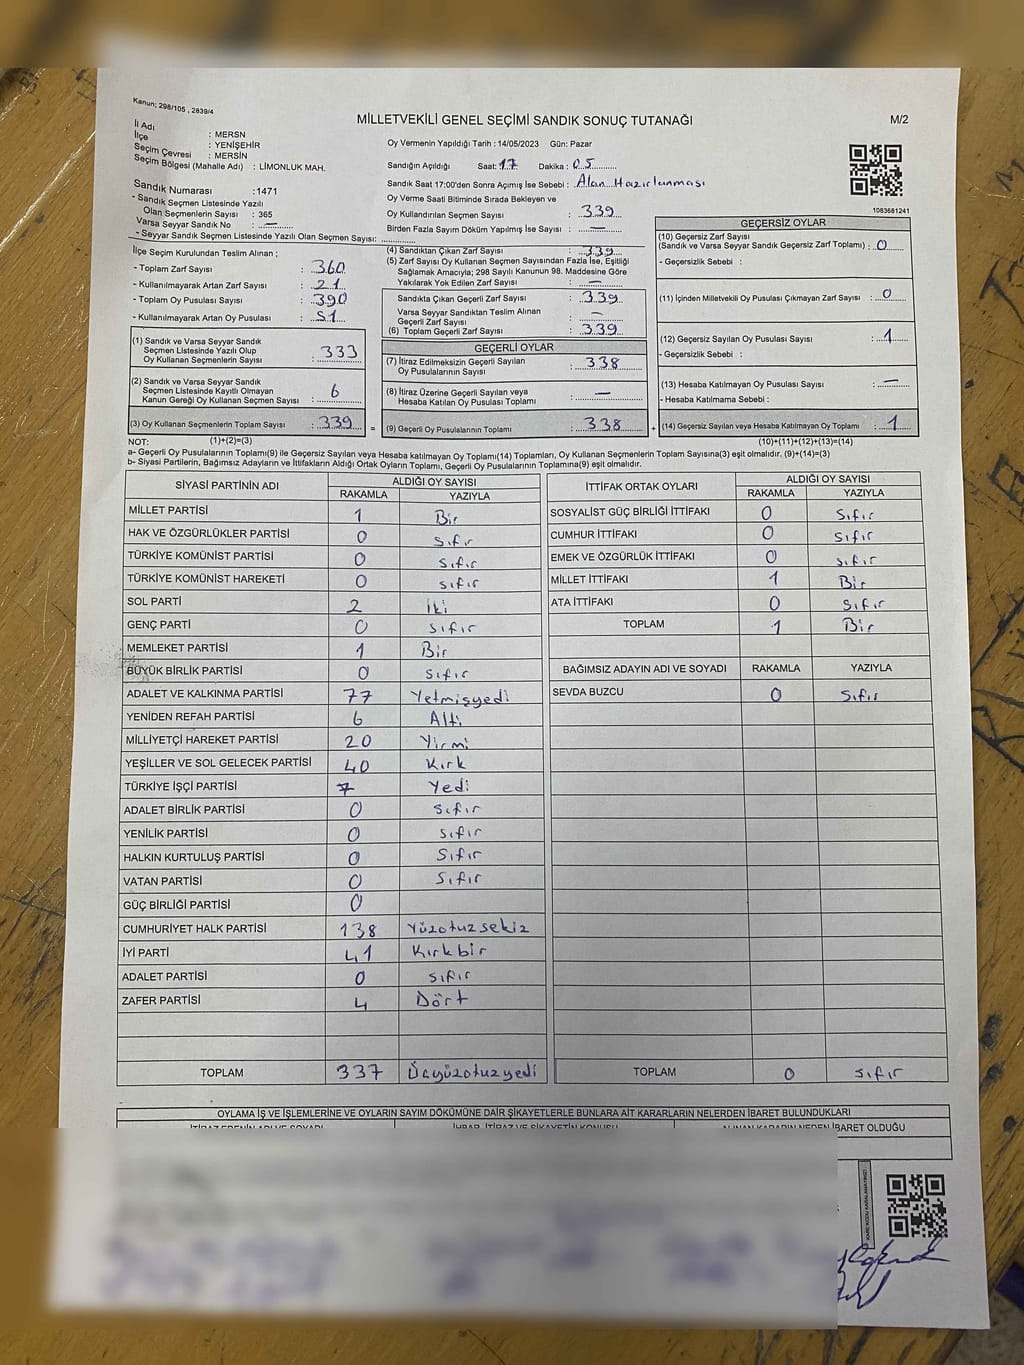 Kanun; 298/105 , 2839/4
MİLLETVEKİLİ GENEL SEÇİMİ SANDIK SONUÇ TUTANAĞI
M/2
İl Adı : MERSN
İlçe : YENİŞEHİR
Seçim Çevresi : MERSİN
Seçim Bölgesi (Mahalle Adı) : LİMONLUK MAH.
Sandık Numarası :1471
- Sandık Seçmen Listesinde Yazılı
Olan Seçmenlerin Sayısı : 365
Varsa Seyyar Sandık No : —
- Seyyar Sandık Seçmen Listesinde Yazılı Olan Seçmen Sayısı:
Oy Vermenin Yapıldığı Tarih : 14/05/2023 Gün: Pazar
Sandığın Açıldığı Saat: 17 Dakika : 05
Sandık Saat 17:00'den Sonra Açımış İse Sebebi : Alan Hazırlanması
Oy Verme Saati Bitiminde Sırada Bekleyen ve
Oy Kullandırılan Seçmen Sayısı : 339
Birden Fazla Sayım Döküm Yapılmış İse Sayısı : —
1083681241
İlçe Seçim Kurulundan Teslim Alınan ;
- Toplam Zarf Sayısı : 360
- Kullanılmayarak Artan Zarf Sayısı : 21
- Toplam Oy Pusulası Sayısı : 390
- Kullanılmayarak Artan Oy Pusulası : 51
(1) Sandık ve Varsa Seyyar Sandık
Seçmen Listesinde Yazılı Olup
Oy Kullanan Seçmenlerin Sayısı : 333
(2) Sandık ve Varsa Seyyar Sandık
Seçmen Listesinde Kayıtlı Olmayan
Kanun Gereği Oy Kullanan Seçmen Sayısı : 6
(3) Oy Kullanan Seçmenlerin Toplam Sayısı : 339 =
(4) Sandıktan Çıkan Zarf Sayısı : 339
(5) Zarf Sayısı Oy Kullanan Seçmen Sayısından Fazla İse, Eşitliği
Sağlamak Amacıyla; 298 Sayılı Kanunun 98. Maddesine Göre
Yakılarak Yok Edilen Zarf Sayısı :
Sandıkta Çıkan Geçerli Zarf Sayısı : 339
Varsa Seyyar Sandıktan Teslim Alınan
Geçerli Zarf Sayısı : —
(6) Toplam Geçerli Zarf Sayısı : 339
GEÇERLİ OYLAR
(7) İtiraz Edilmeksizin Geçerli Sayılan
Oy Pusulalarının Sayısı : 338
(8) İtiraz Üzerine Geçerli Sayılan veya
Hesaba Katılan Oy Pusulası Toplamı : —
(9) Geçerli Oy Pusulalarının Toplamı : 338 +
GEÇERSİZ OYLAR
(10) Geçersiz Zarf Sayısı
(Sandık ve Varsa Seyyar Sandık Geçersiz Zarf Toplamı) : 0
- Geçersizlik Sebebi :
(11) İçinden Milletvekili Oy Pusulası Çıkmayan Zarf Sayısı : 0
(12) Geçersiz Sayılan Oy Pusulası Sayısı : 1
- Geçersizlik Sebebi :
(13) Hesaba Katılmayan Oy Pusulası Sayısı : —
- Hesaba Katılmama Sebebi :
(14) Geçersiz Sayılan veya Hesaba Katılmayan Oy Toplamı : 1
NOT: (1)+(2)=(3) (10)+(11)+(12)+(13)=(14)
a- Geçerli Oy Pusulalarının Toplamı(9) ile Geçersiz Sayılan veya Hesaba katılmayan Oy Toplamı(14) Toplamları, Oy Kullanan Seçmenlerin Toplam Sayısına(3) eşit olmalıdır. (9)+(14)=(3)
b- Siyasi Partilerin, Bağımsız Adayların ve İttifakların Aldığı Ortak Oyların Toplamı, Geçerli Oy Pusulalarının Toplamına(9) eşit olmalıdır.
SİYASİ PARTİNİN ADI ALDIĞI OY SAYISI
RAKAMLA YAZIYLA
MİLLET PARTİSİ 1 Bir
HAK VE ÖZGÜRLÜKLER PARTİSİ 0 Sıfır
TÜRKİYE KOMÜNİST PARTİSİ 0 Sıfır
TÜRKİYE KOMÜNİST HAREKETİ 0 sıfır
SOL PARTİ 2 İki
GENÇ PARTİ 0 sıfır
MEMLEKET PARTİSİ 1 Bir
BÜYÜK BİRLİK PARTİSİ 0 Sıfır
ADALET VE KALKINMA PARTİSİ 77 Yetmişyedi
YENİDEN REFAH PARTİSİ 6 Altı
MİLLİYETÇİ HAREKET PARTİSİ 20 Yirmi
YEŞİLLER VE SOL GELECEK PARTİSİ 40 Kırk
TÜRKİYE İŞÇİ PARTİSİ 7 Yedi
ADALET BİRLİK PARTİSİ 0 Sıfır
YENİLİK PARTİSİ 0 Sıfır
HALKIN KURTULUŞ PARTİSİ 0 Sıfır
VATAN PARTİSİ 0 Sıfır
GÜÇ BİRLİĞİ PARTİSİ 0
CUMHURİYET HALK PARTİSİ 138 Yüzotuzsekiz
İYİ PARTİ 41 Kırkbir
ADALET PARTİSİ 0 sıfır
ZAFER PARTİSİ 4 Dört
TOPLAM 337 Üçyüzotuzyedi
İTTİFAK ORTAK OYLARI ALDIĞI OY SAYISI
RAKAMLA YAZIYLA
SOSYALİST GÜÇ BİRLİĞİ İTTİFAKI 0 Sıfır
CUMHUR İTTİFAKI 0 Sıfır
EMEK VE ÖZGÜRLÜK İTTİFAKI 0 sıfır
MİLLET İTTİFAKI 1 Bir
ATA İTTİFAKI 0 Sıfır
TOPLAM 1 Bir
BAĞIMSIZ ADAYIN ADI VE SOYADI RAKAMLA YAZIYLA
SEVDA BUZCU 0 Sıfır
TOPLAM 0 Sıfır
OYLAMA İŞ VE İŞLEMLERİNE VE OYLARIN SAYIM DÖKÜMÜNE DAİR ŞİKAYETLERLE BUNLARA AİT KARARLARIN NELERDEN İBARET BULUNDUKLARI
İTİRAZ EDENİN ADI VE SOYADI İHBAR, İTİRAZ VE ŞİKAYETİN KONUSU ALINAN KARARIN NEDEN İBARET OLDUĞU